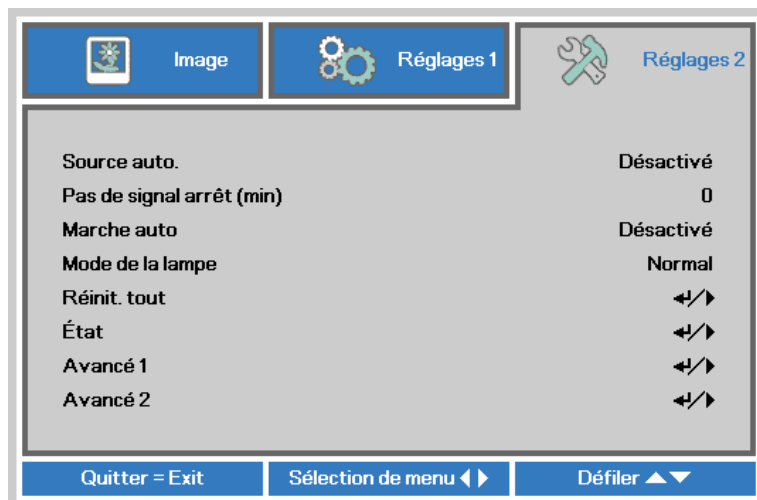 Image
Réglages 1
Réglages 2
Source auto. Désactivé
Pas de signal arrêt (min) 0
Marche auto Désactivé
Mode de la lampe Normal
Réinit. tout ↵/▶
État ↵/▶
Avancé 1 ↵/▶
Avancé 2 ↵/▶
Quitter = Exit
Sélection de menu ◀▶
Défiler ▲▼